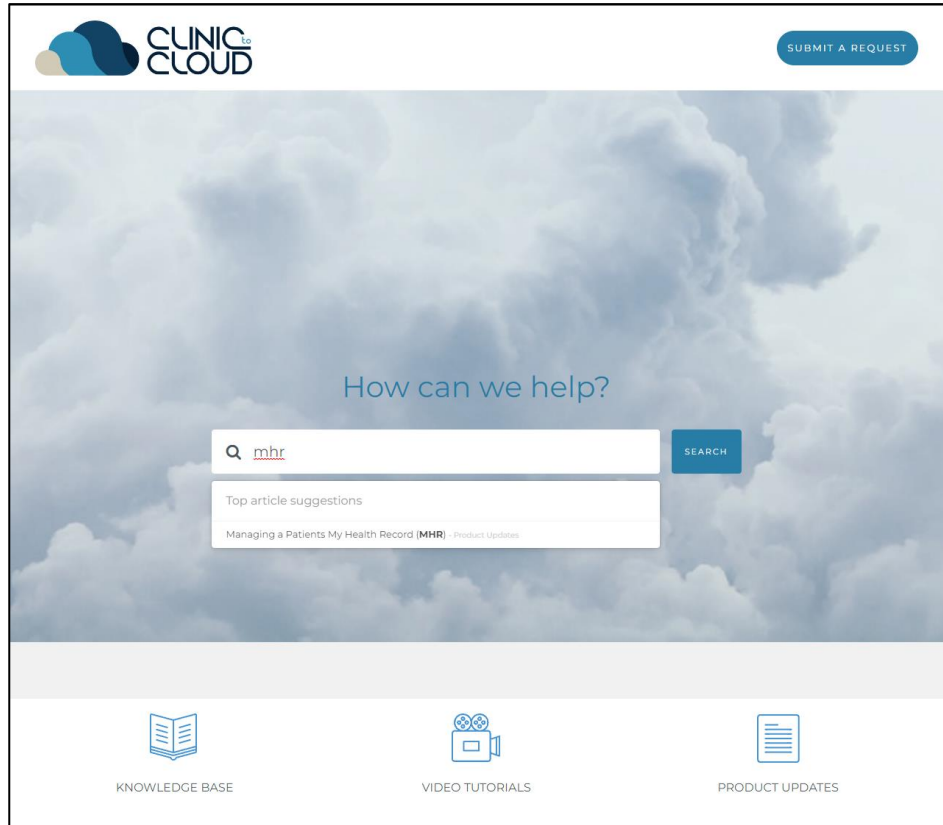 CLINIC to
CLOUD
SUBMIT A REQUEST
How can we help?
mhr
SEARCH
Top article suggestions
Managing a Patients My Health Record (MHR) - Product Updates
KNOWLEDGE BASE
VIDEO TUTORIALS
PRODUCT UPDATES